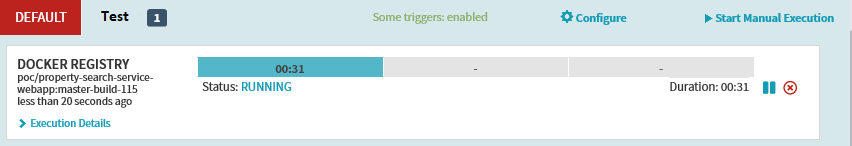 DEFAULT Test 1 Some triggers: enabled Configure Start Manual Execution
DOCKER REGISTRY
poc/property-search-service-
webapp:master-build-115
less than 20 seconds ago
Execution Details
00:31 - -
Status: RUNNING Duration: 00:31